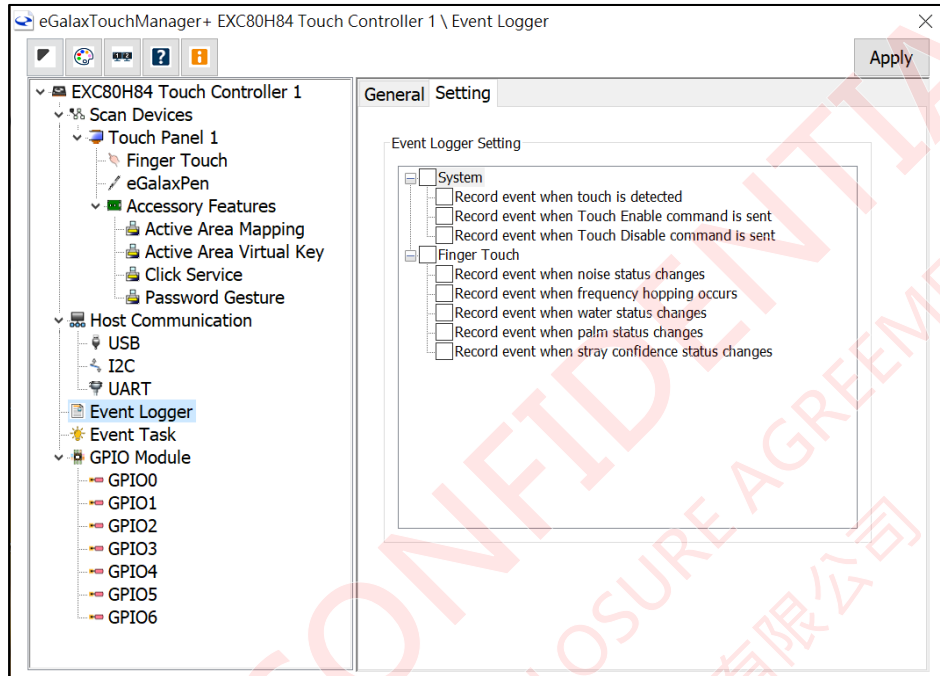 eGalaxTouchManager+ EXC80H84 Touch Controller 1 \ Event Logger
Apply
EXC80H84 Touch Controller 1
Scan Devices
Touch Panel 1
Finger Touch
eGalaxPen
Accessory Features
Active Area Mapping
Active Area Virtual Key
Click Service
Password Gesture
Host Communication
USB
I2C
UART
Event Logger
Event Task
GPIO Module
GPIO0
GPIO1
GPIO2
GPIO3
GPIO4
GPIO5
GPIO6
General Setting
Event Logger Setting
System
Record event when touch is detected
Record event when Touch Enable command is sent
Record event when Touch Disable command is sent
Finger Touch
Record event when noise status changes
Record event when frequency hopping occurs
Record event when water status changes
Record event when palm status changes
Record event when stray confidence status changes
CONFIDENTIA
OSURE AGREEM
有限公司